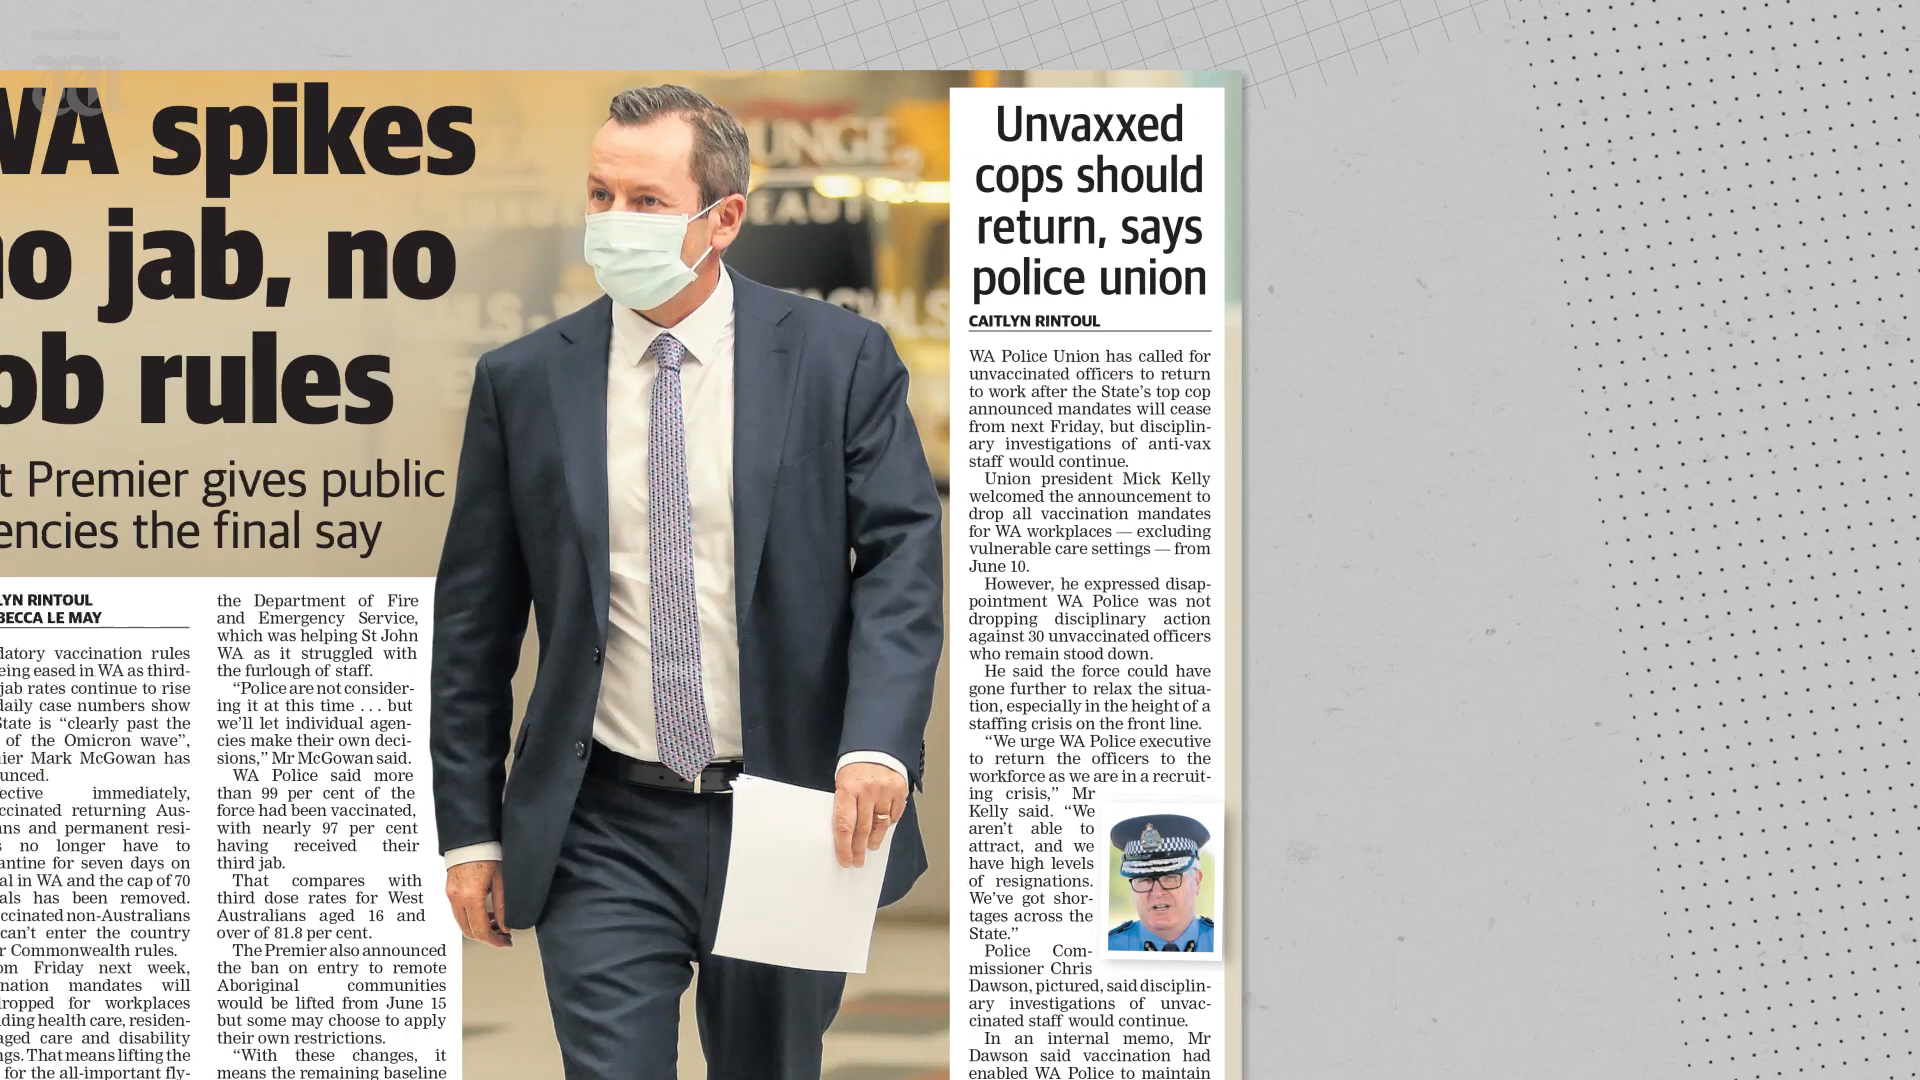 WA spikes
no jab, no
job rules
Premier gives public
the final say
LYN RINTOUL
BECCA LE MAY
datory vaccination rules
eing eased in WA as third-
jab rates continue to rise
daily case numbers show
State is “clearly past the
of the Omicron wave”,
ier Mark McGowan has
unced.
ective immediately,
ccinated returning Aus-
ans and permanent resi-
s no longer have to
antine for seven days on
al in WA and the cap of 70
als has been removed.
ccinated non-Australians
can’t enter the country
r Commonwealth rules.
om Friday next week,
nation mandates will
dropped for workplaces
ding health care, residen-
aged care and disability
ngs. That means lifting the
for the all-important fly-
the Department of Fire
and Emergency Service,
which was helping St John
WA as it struggled with
the furlough of staff.
“Police are not consider-
ing it at this time . . . but
we’ll let individual agen-
cies make their own deci-
sions,” Mr McGowan said.
WA Police said more
than 99 per cent of the
force had been vaccinated,
with nearly 97 per cent
having received their
third jab.
That compares with
third dose rates for West
Australians aged 16 and
over of 81.8 per cent.
The Premier also announced
the ban on entry to remote
Aboriginal communities
would be lifted from June 15
but some may choose to apply
their own restrictions.
“With these changes, it
means the remaining baseline
Unvaxxed
cops should
return, says
police union
CAITLYN RINTOUL
WA Police Union has called for
unvaccinated officers to return
to work after the State’s top cop
announced mandates will cease
from next Friday, but disciplin-
ary investigations of anti-vax
staff would continue.
Union president Mick Kelly
welcomed the announcement to
drop all vaccination mandates
for WA workplaces — excluding
vulnerable care settings — from
June 10.
However, he expressed disap-
pointment WA Police was not
dropping disciplinary action
against 30 unvaccinated officers
who remain stood down.
He said the force could have
gone further to relax the situa-
tion, especially in the height of a
staffing crisis on the front line.
“We urge WA Police executive
to return the officers to the
workforce as we are in a recruit-
ing crisis,” Mr
Kelly said. “We
aren’t able to
attract, and we
have high levels
of resignations.
We’ve got shor-
tages across the
State.”
Police Com-
missioner Chris
Dawson, pictured, said disciplin-
ary investigations of unvac-
cinated staff would continue.
In an internal memo, Mr
Dawson said vaccination had
enabled WA Police to maintain